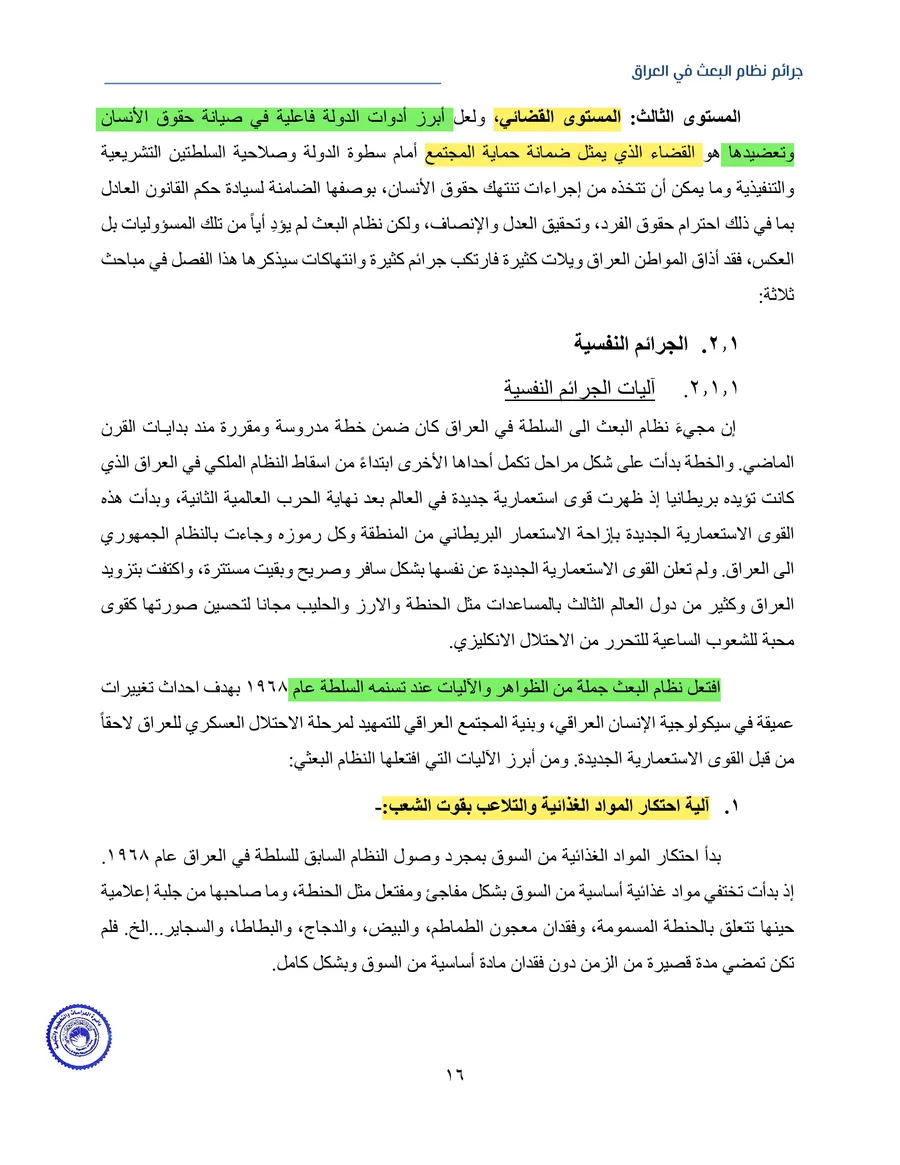 جرائم نظام البعث في العراق
المستوى الثالث: المستوى القضائي، ولعل أبرز أدوات الدولة فاعلية في صيانة حقوق الأنسان
وتعضيدها هو القضاء الذي يمثل ضمانة حماية المجتمع أمام سطوة الدولة وصلاحية السلطتين التشريعية
والتنفيذية وما يمكن أن تتخذه من إجراءات تنتهك حقوق الأنسان، بوصفها الضامنة لسيادة حكم القانون العادل
بما في ذلك احترام حقوق الفرد، وتحقيق العدل والإنصاف، ولكن نظام البعث لم يؤدِ أياً من تلك المسؤوليات بل
العكس، فقد أذاق المواطن العراق ويلات كثيرة فارتكب جرائم كثيرة وانتهاكات سيذكرها هذا الفصل في مباحث
ثلاثة:
٢,١. الجرائم النفسية
٢,١,١. آليات الجرائم النفسية
إن مجيءَ نظام البعث الى السلطة في العراق كان ضمن خطة مدروسة ومقررة مند بدايـات القرن
الماضي. والخطة بدأت على شكل مراحل تكمل أحداها الأخرى ابتداءً من اسقاط النظام الملكي في العراق الذي
كانت تؤيده بريطانيا إذ ظهرت قوى استعمارية جديدة في العالم بعد نهاية الحرب العالمية الثانية، وبدأت هذه
القوى الاستعمارية الجديدة بإزاحة الاستعمار البريطاني من المنطقة وكل رموزه وجاءت بالنظام الجمهوري
الى العراق. ولم تعلن القوى الاستعمارية الجديدة عن نفسها بشكل سافر وصريح وبقيت مستترة، واكتفت بتزويد
العراق وكثير من دول العالم الثالث بالمساعدات مثل الحنطة والارز والحليب مجانا لتحسين صورتها كقوى
محبة للشعوب الساعية للتحرر من الاحتلال الانكليزي.
افتعل نظام البعث جملة من الظواهر والآليات عند تسنمه السلطة عام ١٩٦٨ بهدف احداث تغييرات
عميقة في سيكولوجية الإنسان العراقي، وبنية المجتمع العراقي للتمهيد لمرحلة الاحتلال العسكري للعراق لاحقاً
من قبل القوى الاستعمارية الجديدة. ومن أبرز الآليات التي افتعلها النظام البعثي:
١. آلية احتكار المواد الغذائية والتلاعب بقوت الشعب:-
بدأ احتكار المواد الغذائية من السوق بمجرد وصول النظام السابق للسلطة في العراق عام ١٩٦٨.
إذ بدأت تختفي مواد غذائية أساسية من السوق بشكل مفاجئ ومفتعل مثل الحنطة، وما صاحبها من جلبة إعلامية
حينها تتعلق بالحنطة المسمومة، وفقدان معجون الطماطم، والبيض، والدجاج، والبطاطا، والسجاير...الخ. فلم
تكن تمضي مدة قصيرة من الزمن دون فقدان مادة أساسية من السوق وبشكل كامل.
١٦